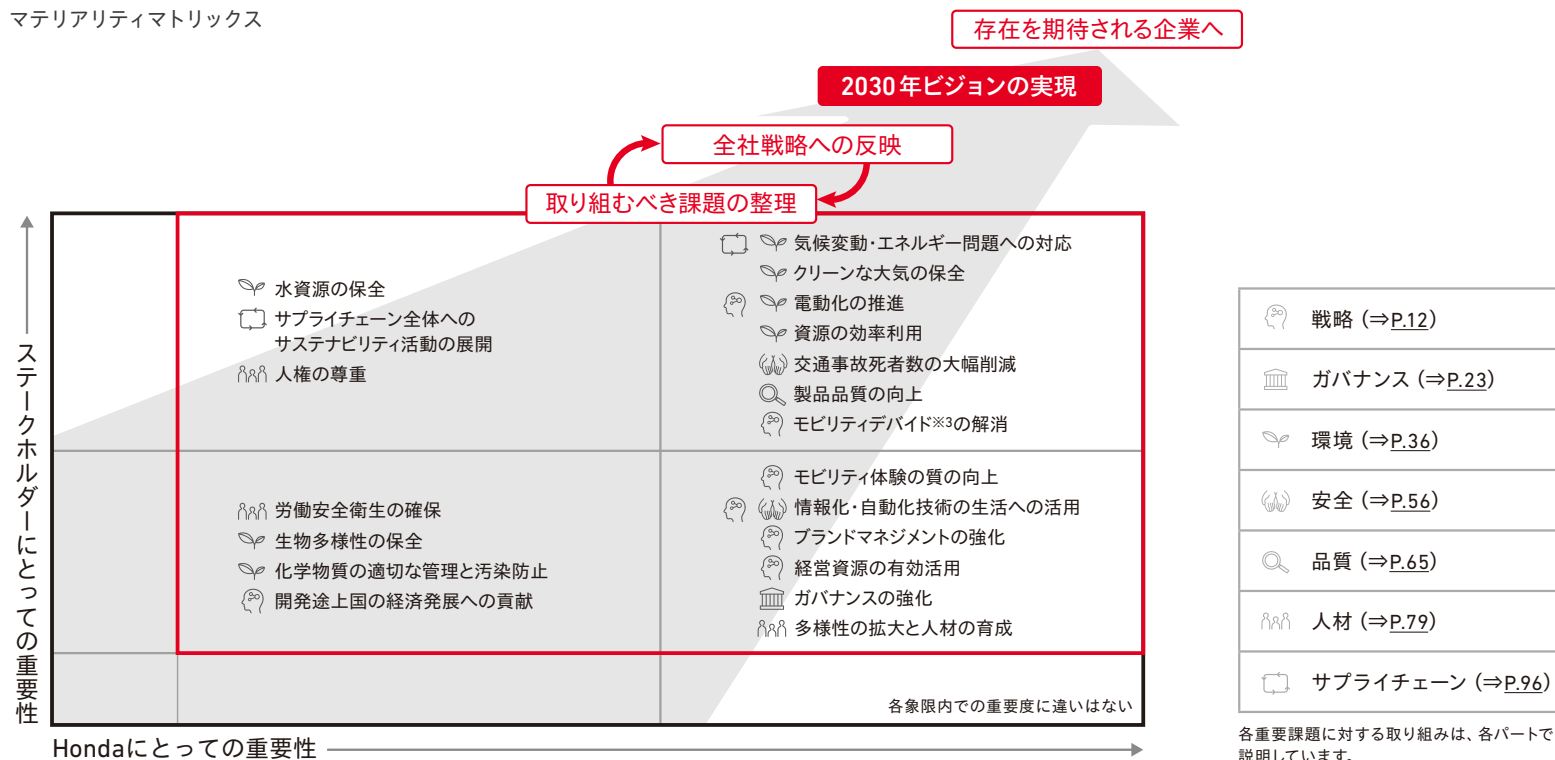 マテリアリティマトリックス
存在を期待される企業へ
2030年ビジョンの実現
全社戦略への反映
取り組むべき課題の整理
ステークホルダーにとっての重要性
水資源の保全
サプライチェーン全体への
サステナビリティ活動の展開
人権の尊重
気候変動・エネルギー問題への対応
クリーンな大気の保全
電動化の推進
資源の効率利用
交通事故死者数の大幅削減
製品品質の向上
モビリティデバイド※3の解消
労働安全衛生の確保
生物多様性の保全
化学物質の適切な管理と汚染防止
開発途上国の経済発展への貢献
モビリティ体験の質の向上
情報化・自動化技術の生活への活用
ブランドマネジメントの強化
経営資源の有効活用
ガバナンスの強化
多様性の拡大と人材の育成
各象限内での重要度に違いはない
Hondaにとっての重要性
戦略（⇒P.12）
ガバナンス（⇒P.23）
環境（⇒P.36）
安全（⇒P.56）
品質（⇒P.65）
人材（⇒P.79）
サプライチェーン（⇒P.96）
各重要課題に対する取り組みは、各パートで
説明しています。